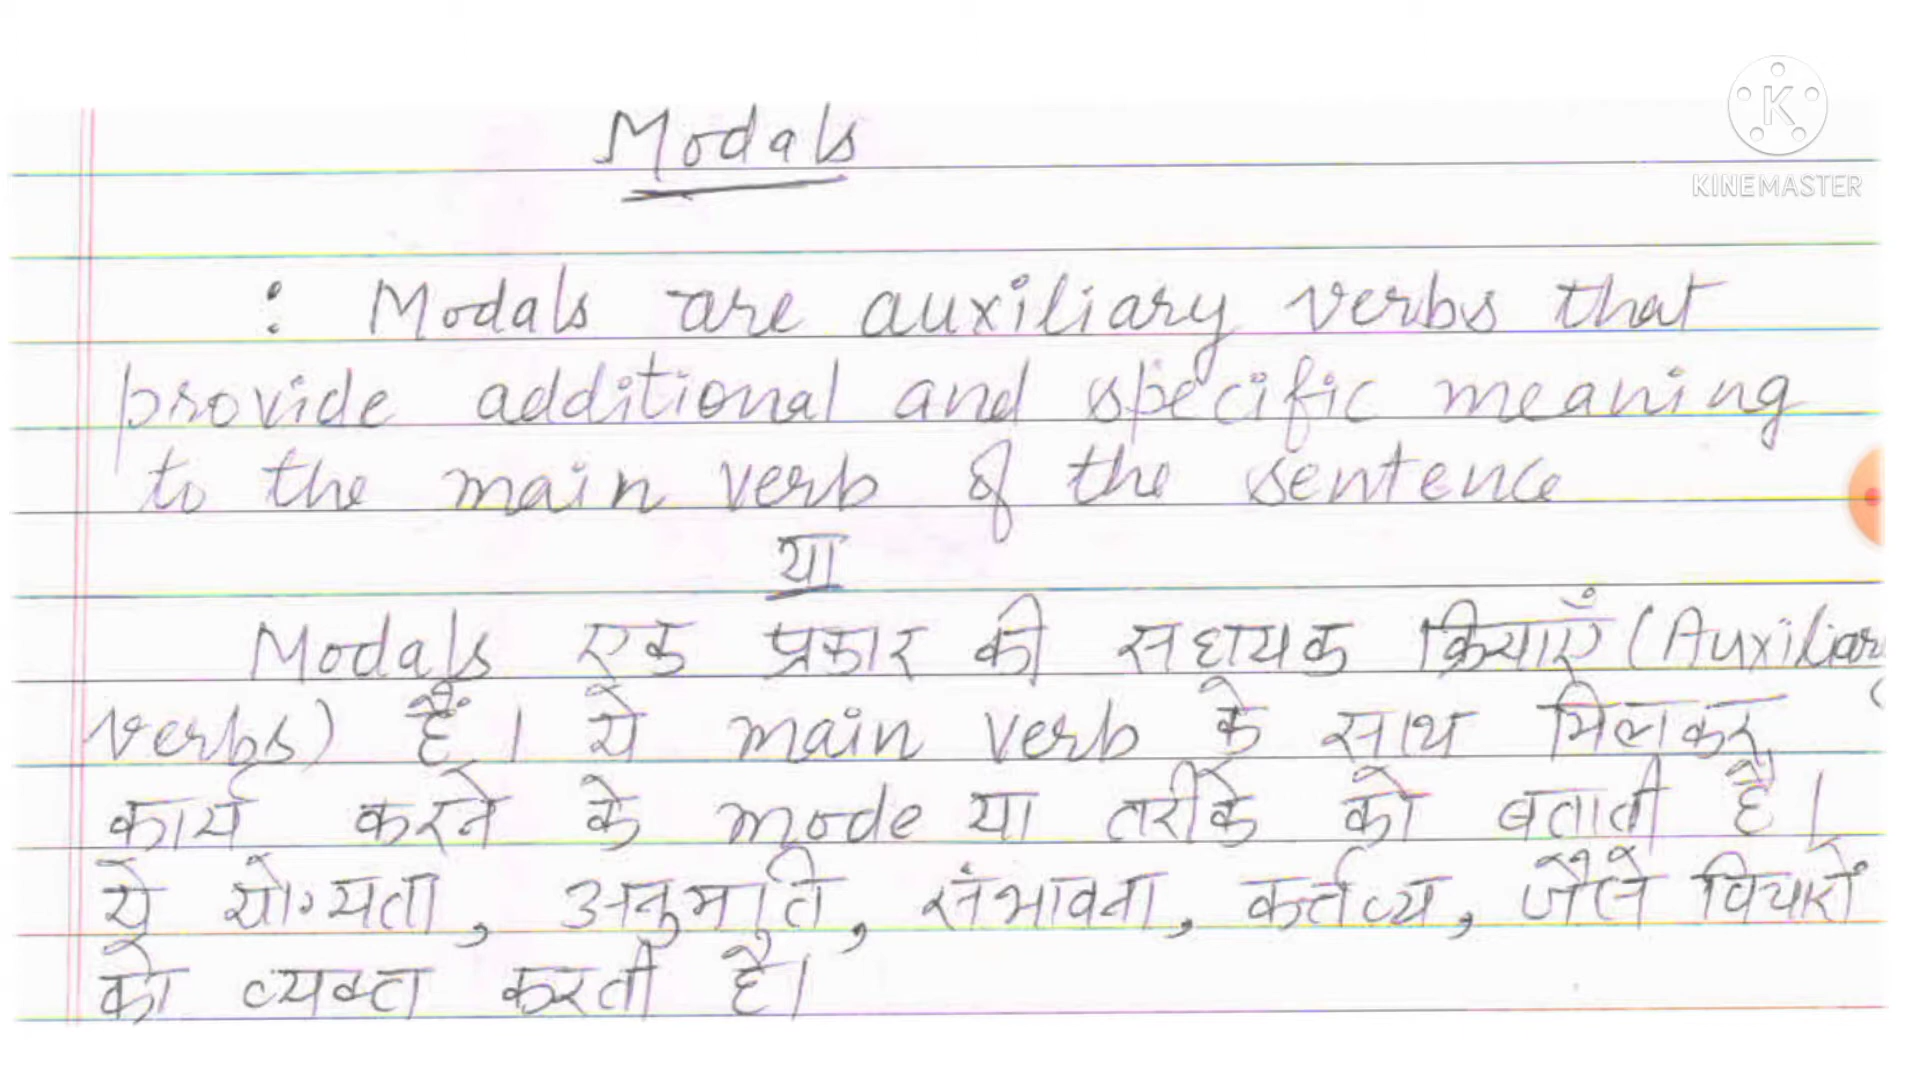 Modals
KINEMASTER
: Modals are auxiliary verbs that
provide additional and specific meaning
to the main verb of the sentence
या
Modals एक प्रकार की सहायक क्रियाएँ (Auxiliary
verbs) हैं । ये main verb के साथ मिलकर
कार्य करने के mode या तरीके को बताती है ।
ये योग्यता, अनुमति, संभावना, कर्तव्य, जैसे विचारों
को व्यक्त करती है।